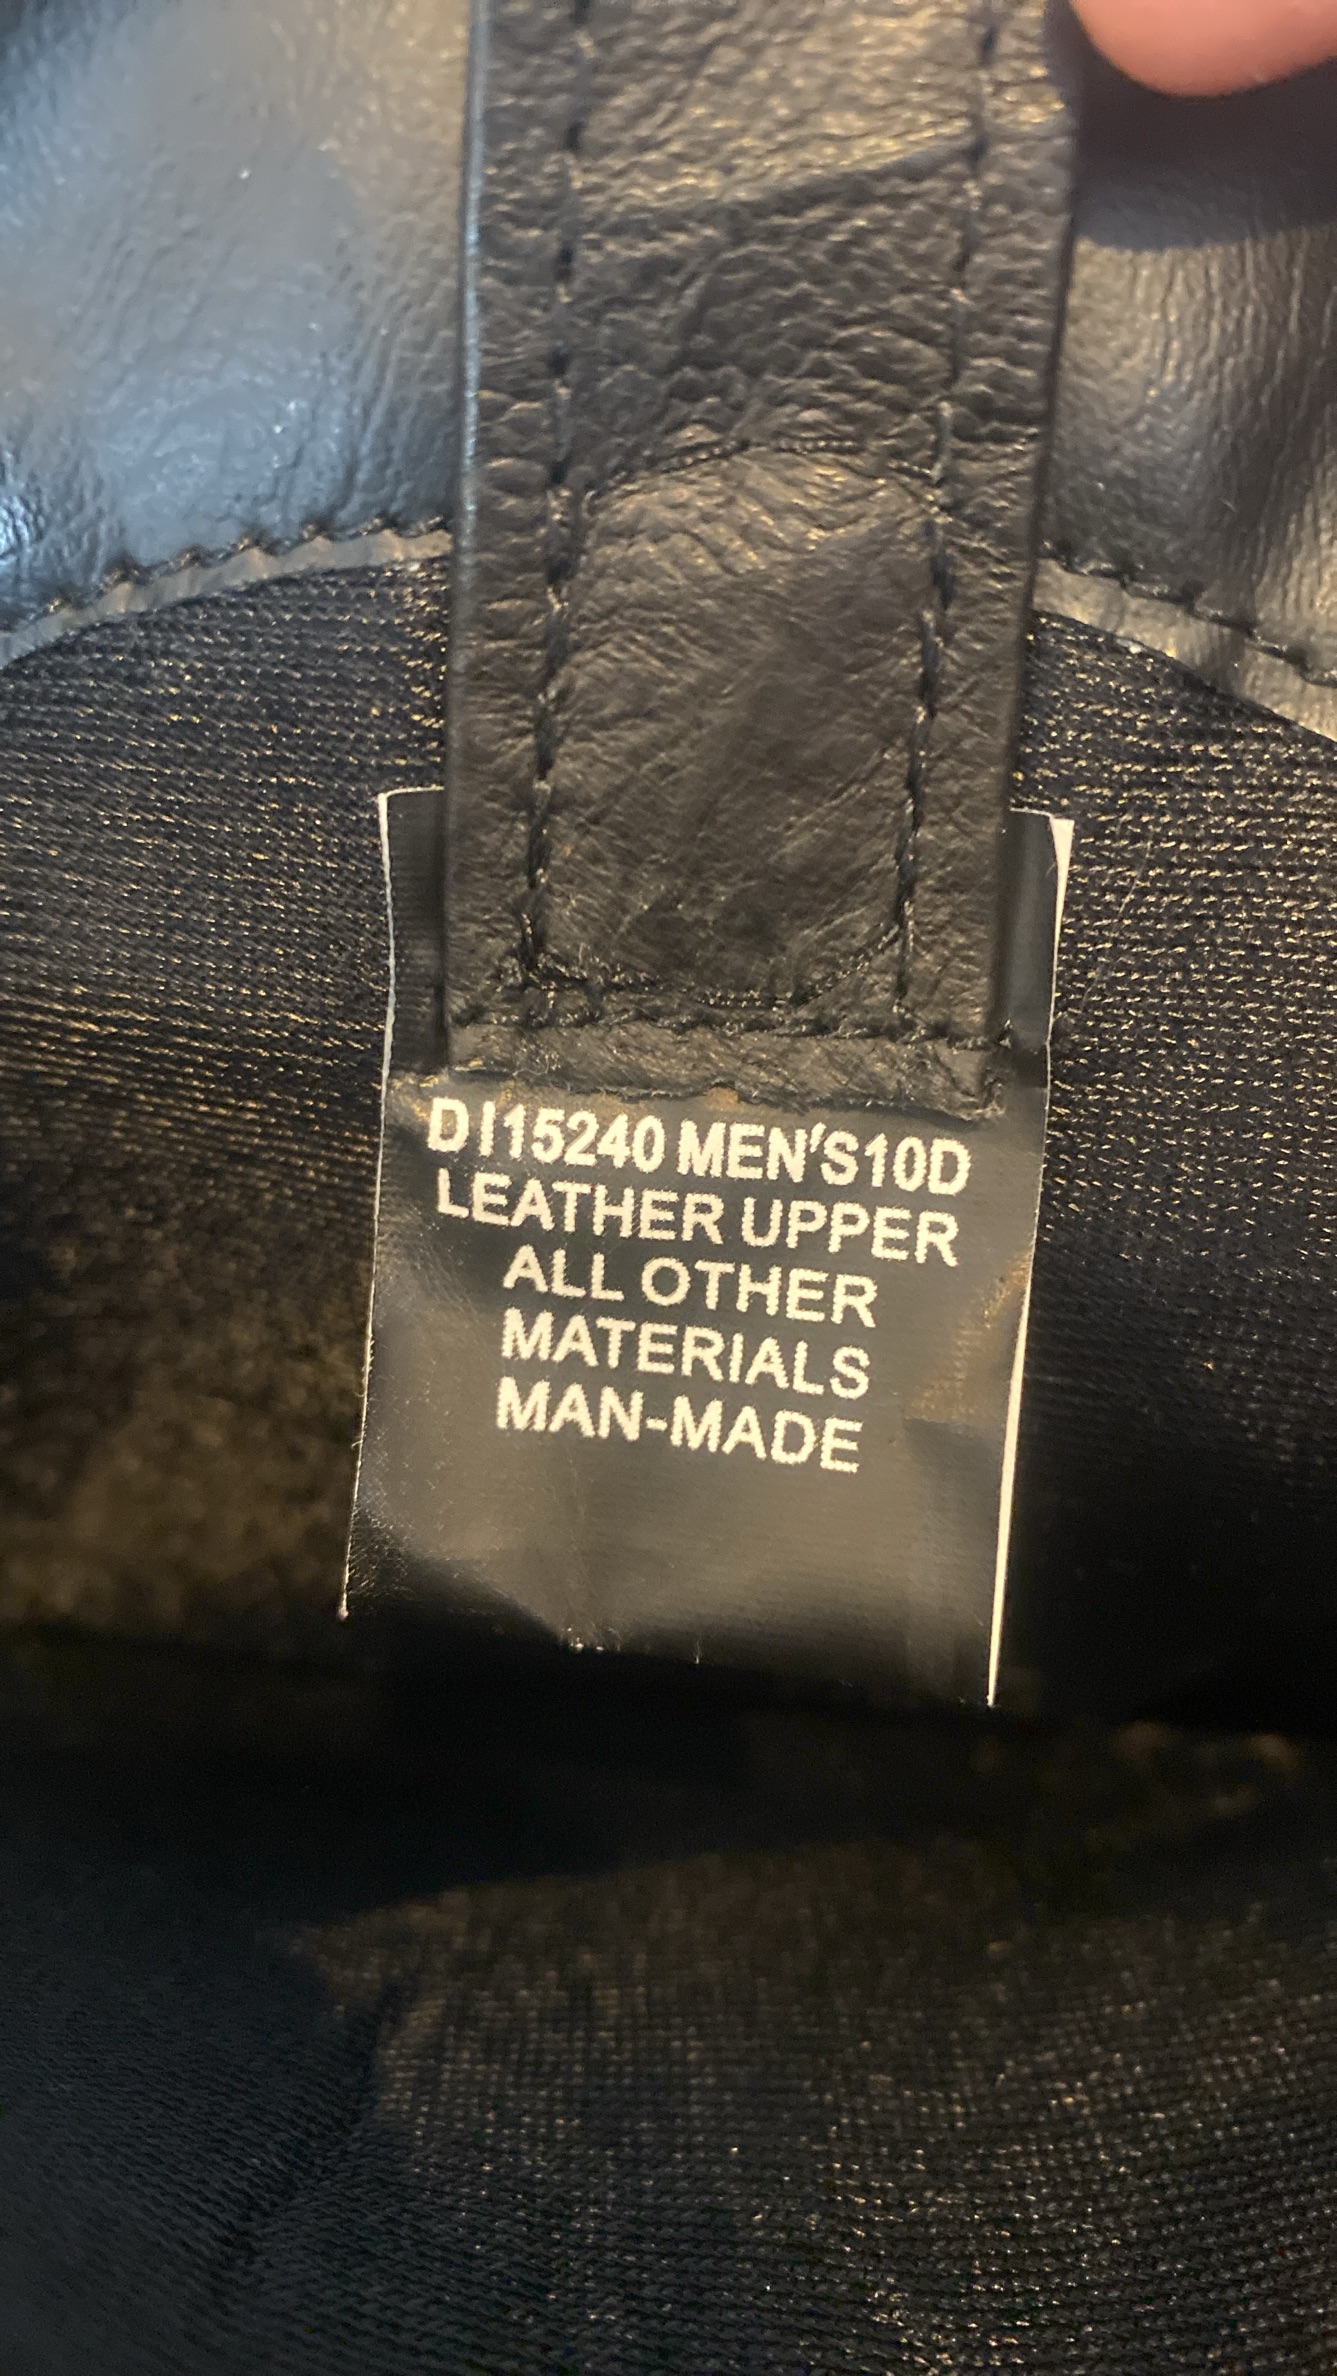 DI15240 MEN'S10D
LEATHER UPPER
ALL OTHER
MATERIALS
MAN-MADE